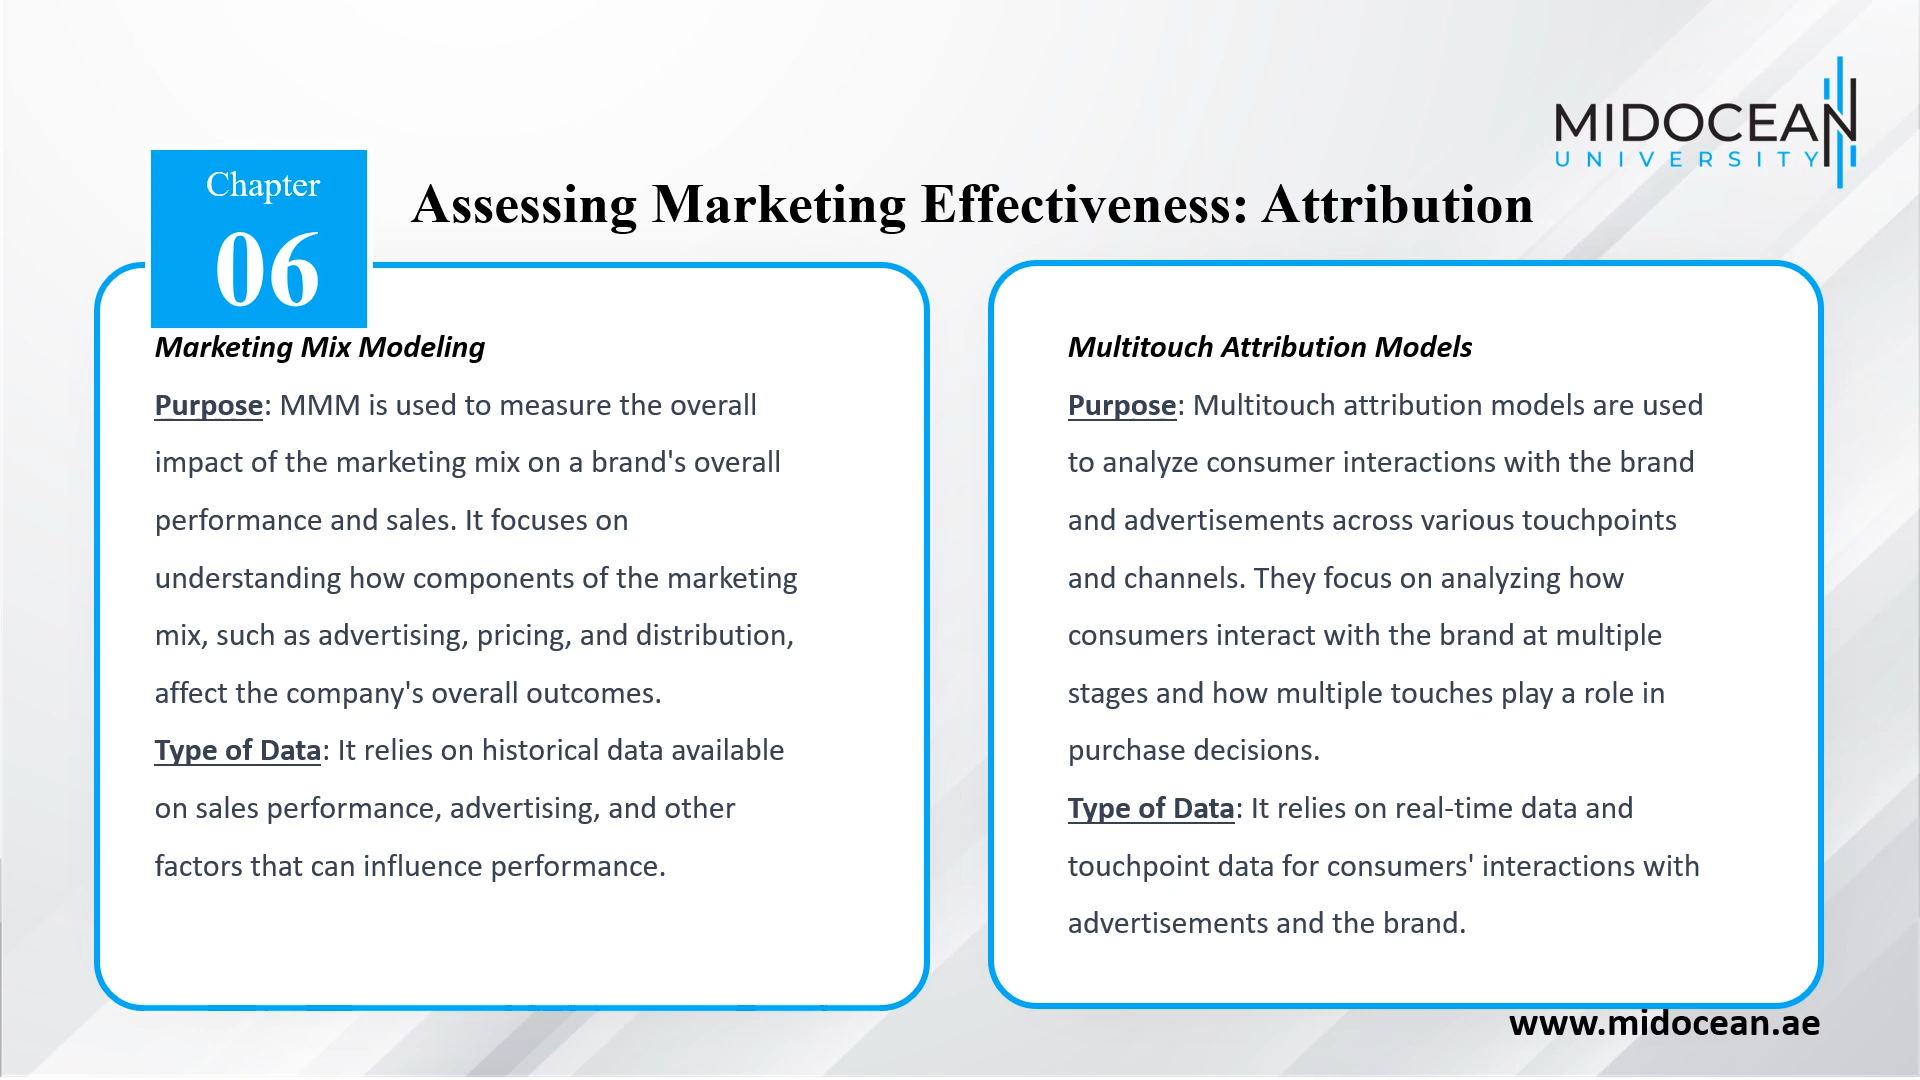 MIDOCEAN
UNIVERSITY
Chapter
06
Assessing Marketing Effectiveness: Attribution
Marketing Mix Modeling
Purpose: MMM is used to measure the overall
impact of the marketing mix on a brand's overall
performance and sales. It focuses on
understanding how components of the marketing
mix, such as advertising, pricing, and distribution,
affect the company's overall outcomes.
Type of Data: It relies on historical data available
on sales performance, advertising, and other
factors that can influence performance.
Multitouch Attribution Models
Purpose: Multitouch attribution models are used
to analyze consumer interactions with the brand
and advertisements across various touchpoints
and channels. They focus on analyzing how
consumers interact with the brand at multiple
stages and how multiple touches play a role in
purchase decisions.
Type of Data: It relies on real-time data and
touchpoint data for consumers' interactions with
advertisements and the brand.
www.midocean.ae